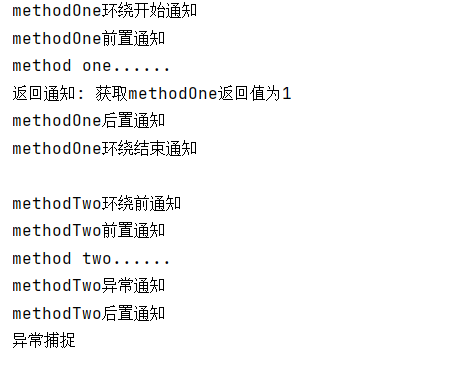 methodOne环绕开始通知
methodOne前置通知
method one......
返回通知: 获取methodOne返回值为1
methodOne后置通知
methodOne环绕结束通知
methodTwo环绕前通知
methodTwo前置通知
method two......
methodTwo异常通知
methodTwo后置通知
异常捕捉